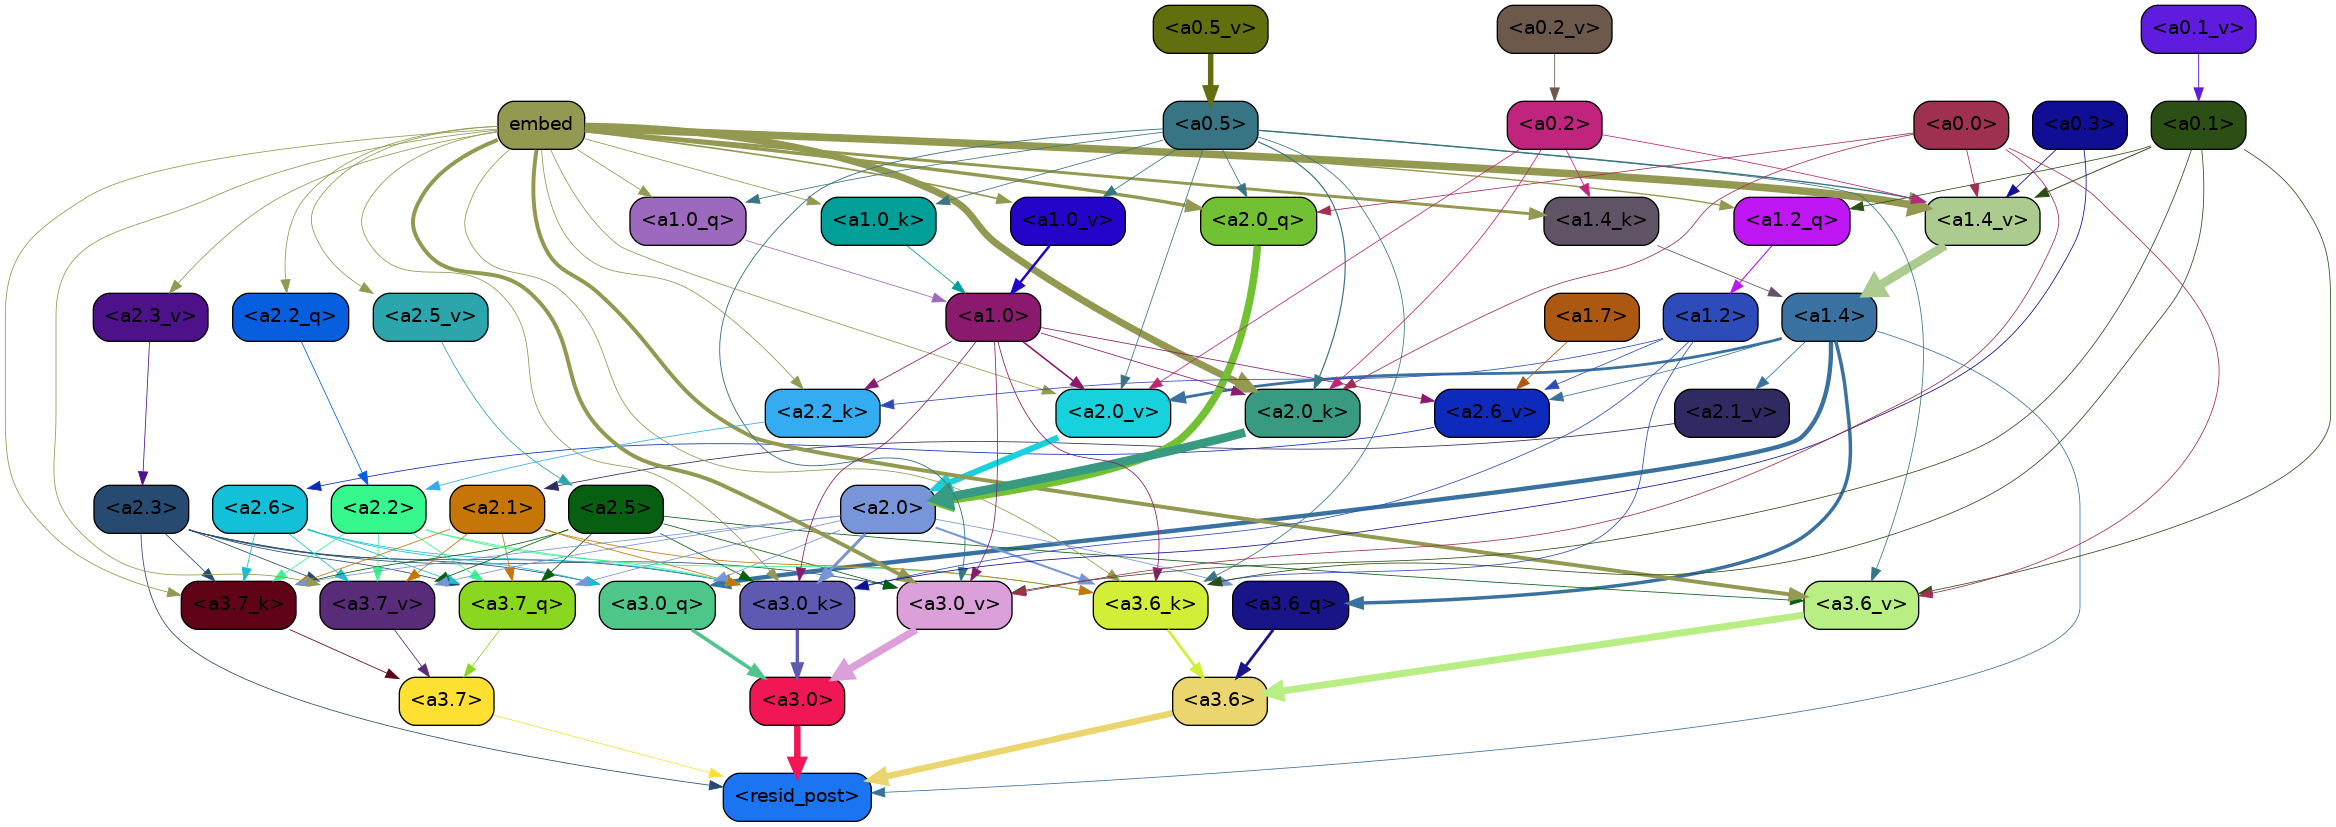 <a0.5_v>
<a0.2_v>
<a0.1_v>
embed
<a0.5>
<a0.2>
<a0.0>
<a0.3>
<a0.1>
<a1.0_q>
<a1.0_k>
<a1.0_v>
<a2.0_q>
<a1.4_k>
<a1.2_q>
<a1.4_v>
<a2.3_v>
<a2.2_q>
<a2.5_v>
<a1.0>
<a1.7>
<a1.2>
<a1.4>
<a2.2_k>
<a2.0_v>
<a2.0_k>
<a2.6_v>
<a2.1_v>
<a2.3>
<a2.6>
<a2.2>
<a2.1>
<a2.5>
<a2.0>
<a3.7_k>
<a3.7_v>
<a3.7_q>
<a3.0_q>
<a3.0_k>
<a3.0_v>
<a3.6_k>
<a3.6_q>
<a3.6_v>
<a3.7>
<a3.0>
<a3.6>
<resid_post>